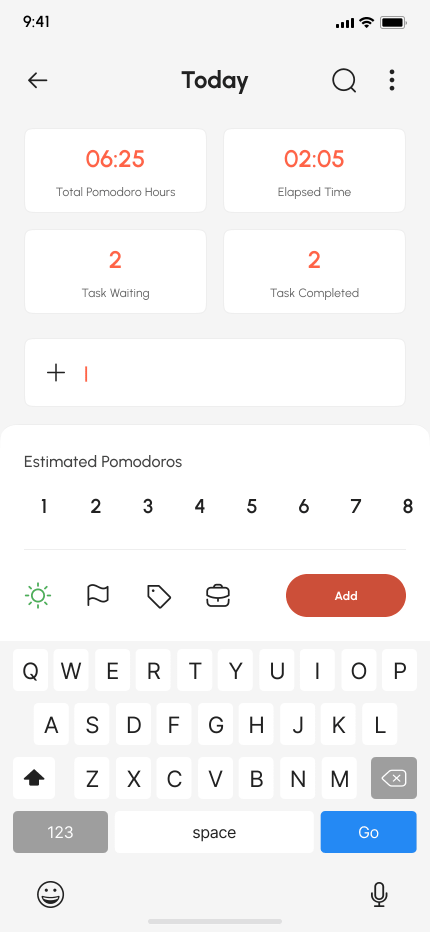 9:41
Today
06:25
Total Pomodoro Hours
02:05
Elapsed Time
2
Task Waiting
2
Task Completed
Estimated Pomodoros
1 2 3 4 5 6 7 8
Add
Q W E R T Y U I O P
A S D F G H J K L
Z X C V B N M
123 space Go